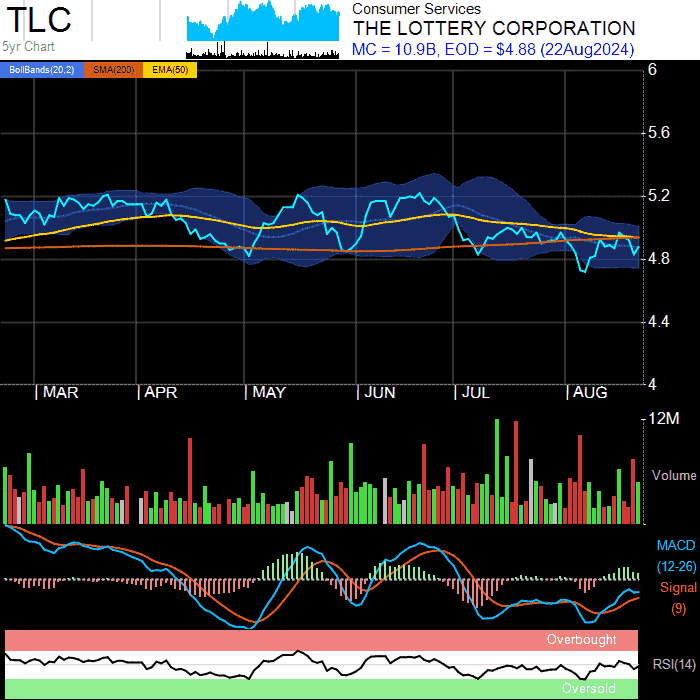 TLC
5yr Chart
Consumer Services
THE LOTTERY CORPORATION
MC = 10.9B, EOD = $4.88 (22Aug2024)
BollBands(20,2) SMA(200) EMA(50)
6
5.6
5.2
4.8
4.4
4
MAR APR MAY JUN JUL AUG
12M
Volume
MACD
(12-26)
Signal
(9)
Overbought
RSI(14)
Oversold